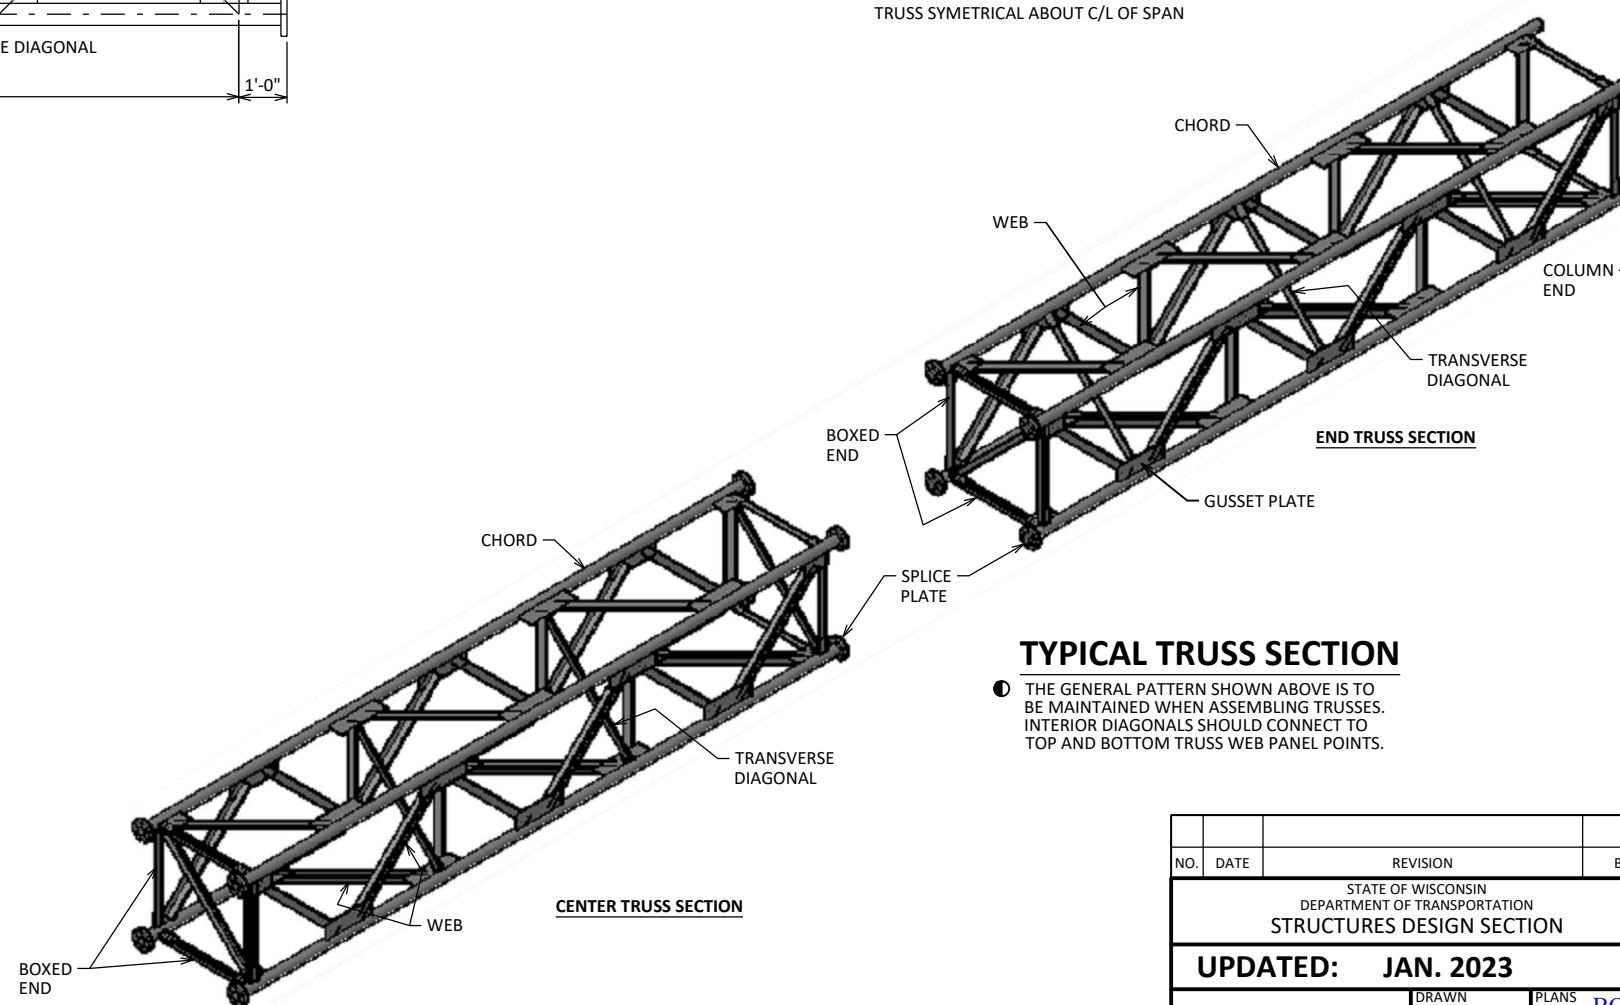 TRUSS SYMETRICAL ABOUT C/L OF SPAN
E DIAGONAL
1'-0"
CHORD
WEB
COLUMN
END
TRANSVERSE
DIAGONAL
BOXED
END
END TRUSS SECTION
GUSSET PLATE
CHORD
SPLICE
PLATE
TYPICAL TRUSS SECTION
THE GENERAL PATTERN SHOWN ABOVE IS TO
BE MAINTAINED WHEN ASSEMBLING TRUSSES.
INTERIOR DIAGONALS SHOULD CONNECT TO
TOP AND BOTTOM TRUSS WEB PANEL POINTS.
TRANSVERSE
DIAGONAL
CENTER TRUSS SECTION
WEB
BOXED
END
NO. DATE REVISION B
STATE OF WISCONSIN
DEPARTMENT OF TRANSPORTATION
STRUCTURES DESIGN SECTION
UPDATED: JAN. 2023
DRAWN PLANS